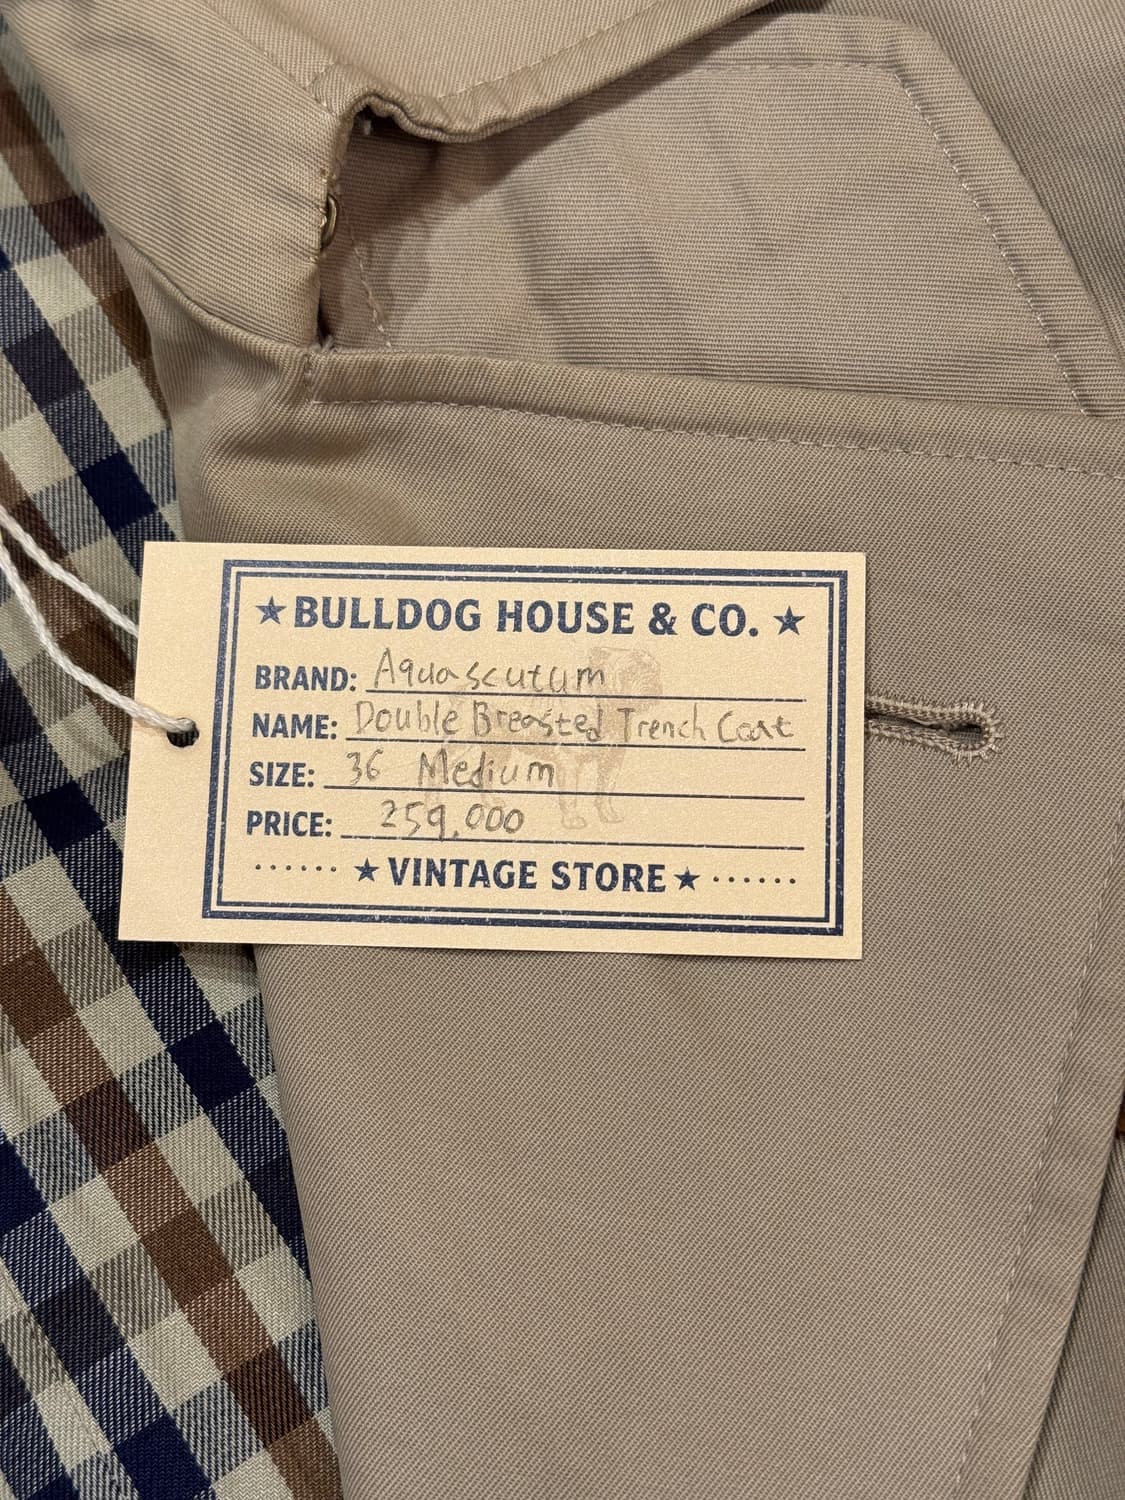 ★ BULLDOG HOUSE & CO. ★
BRAND: Aquascutum
NAME: Double Breasted Trench Coat
SIZE: 36 Medium
PRICE: 259,000
······ ★ VINTAGE STORE ★ ······